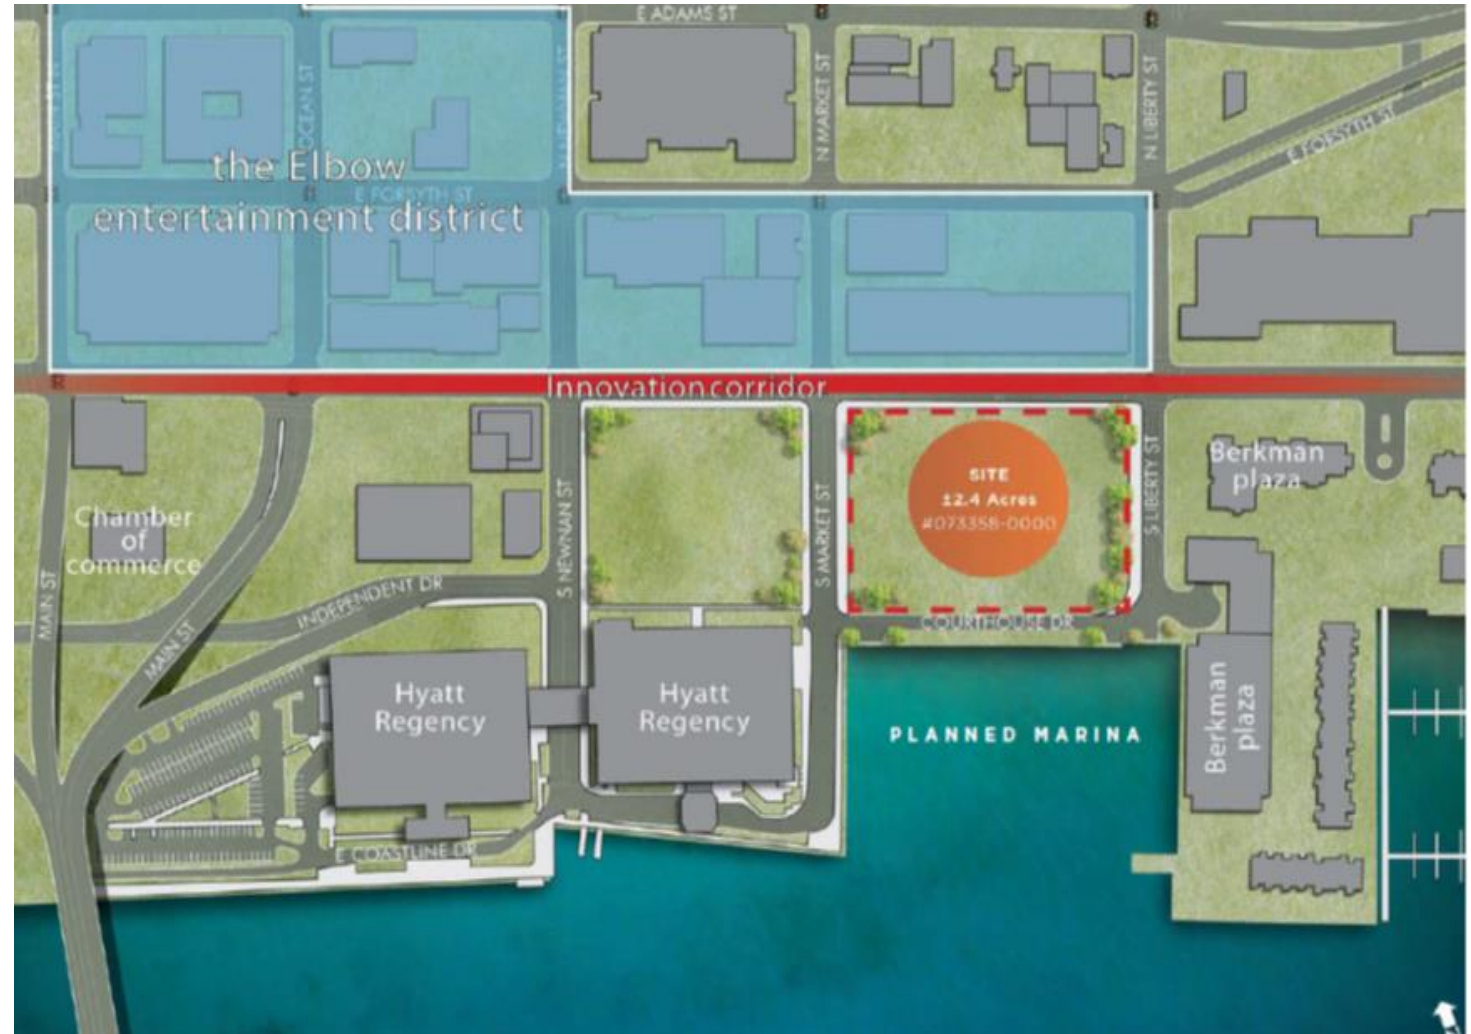 E ADAMS ST
OCEAN ST
N MARKET ST
N LIBERTY ST
E FORSYTH ST
the Elbow
E FORSYTH ST
entertainment district
Innovation corridor
SITE
±2.4 Acres
#073358-0000
Berkman
plaza
Chamber
of
commerce
S NEWNAN ST
S MARKET ST
S LIBERTY ST
MAIN ST
MAIN ST
INDEPENDENT DR
COURTHOUSE DR
Hyatt
Regency
Hyatt
Regency
PLANNED MARINA
Berkman
plaza
E COASTLINE DR